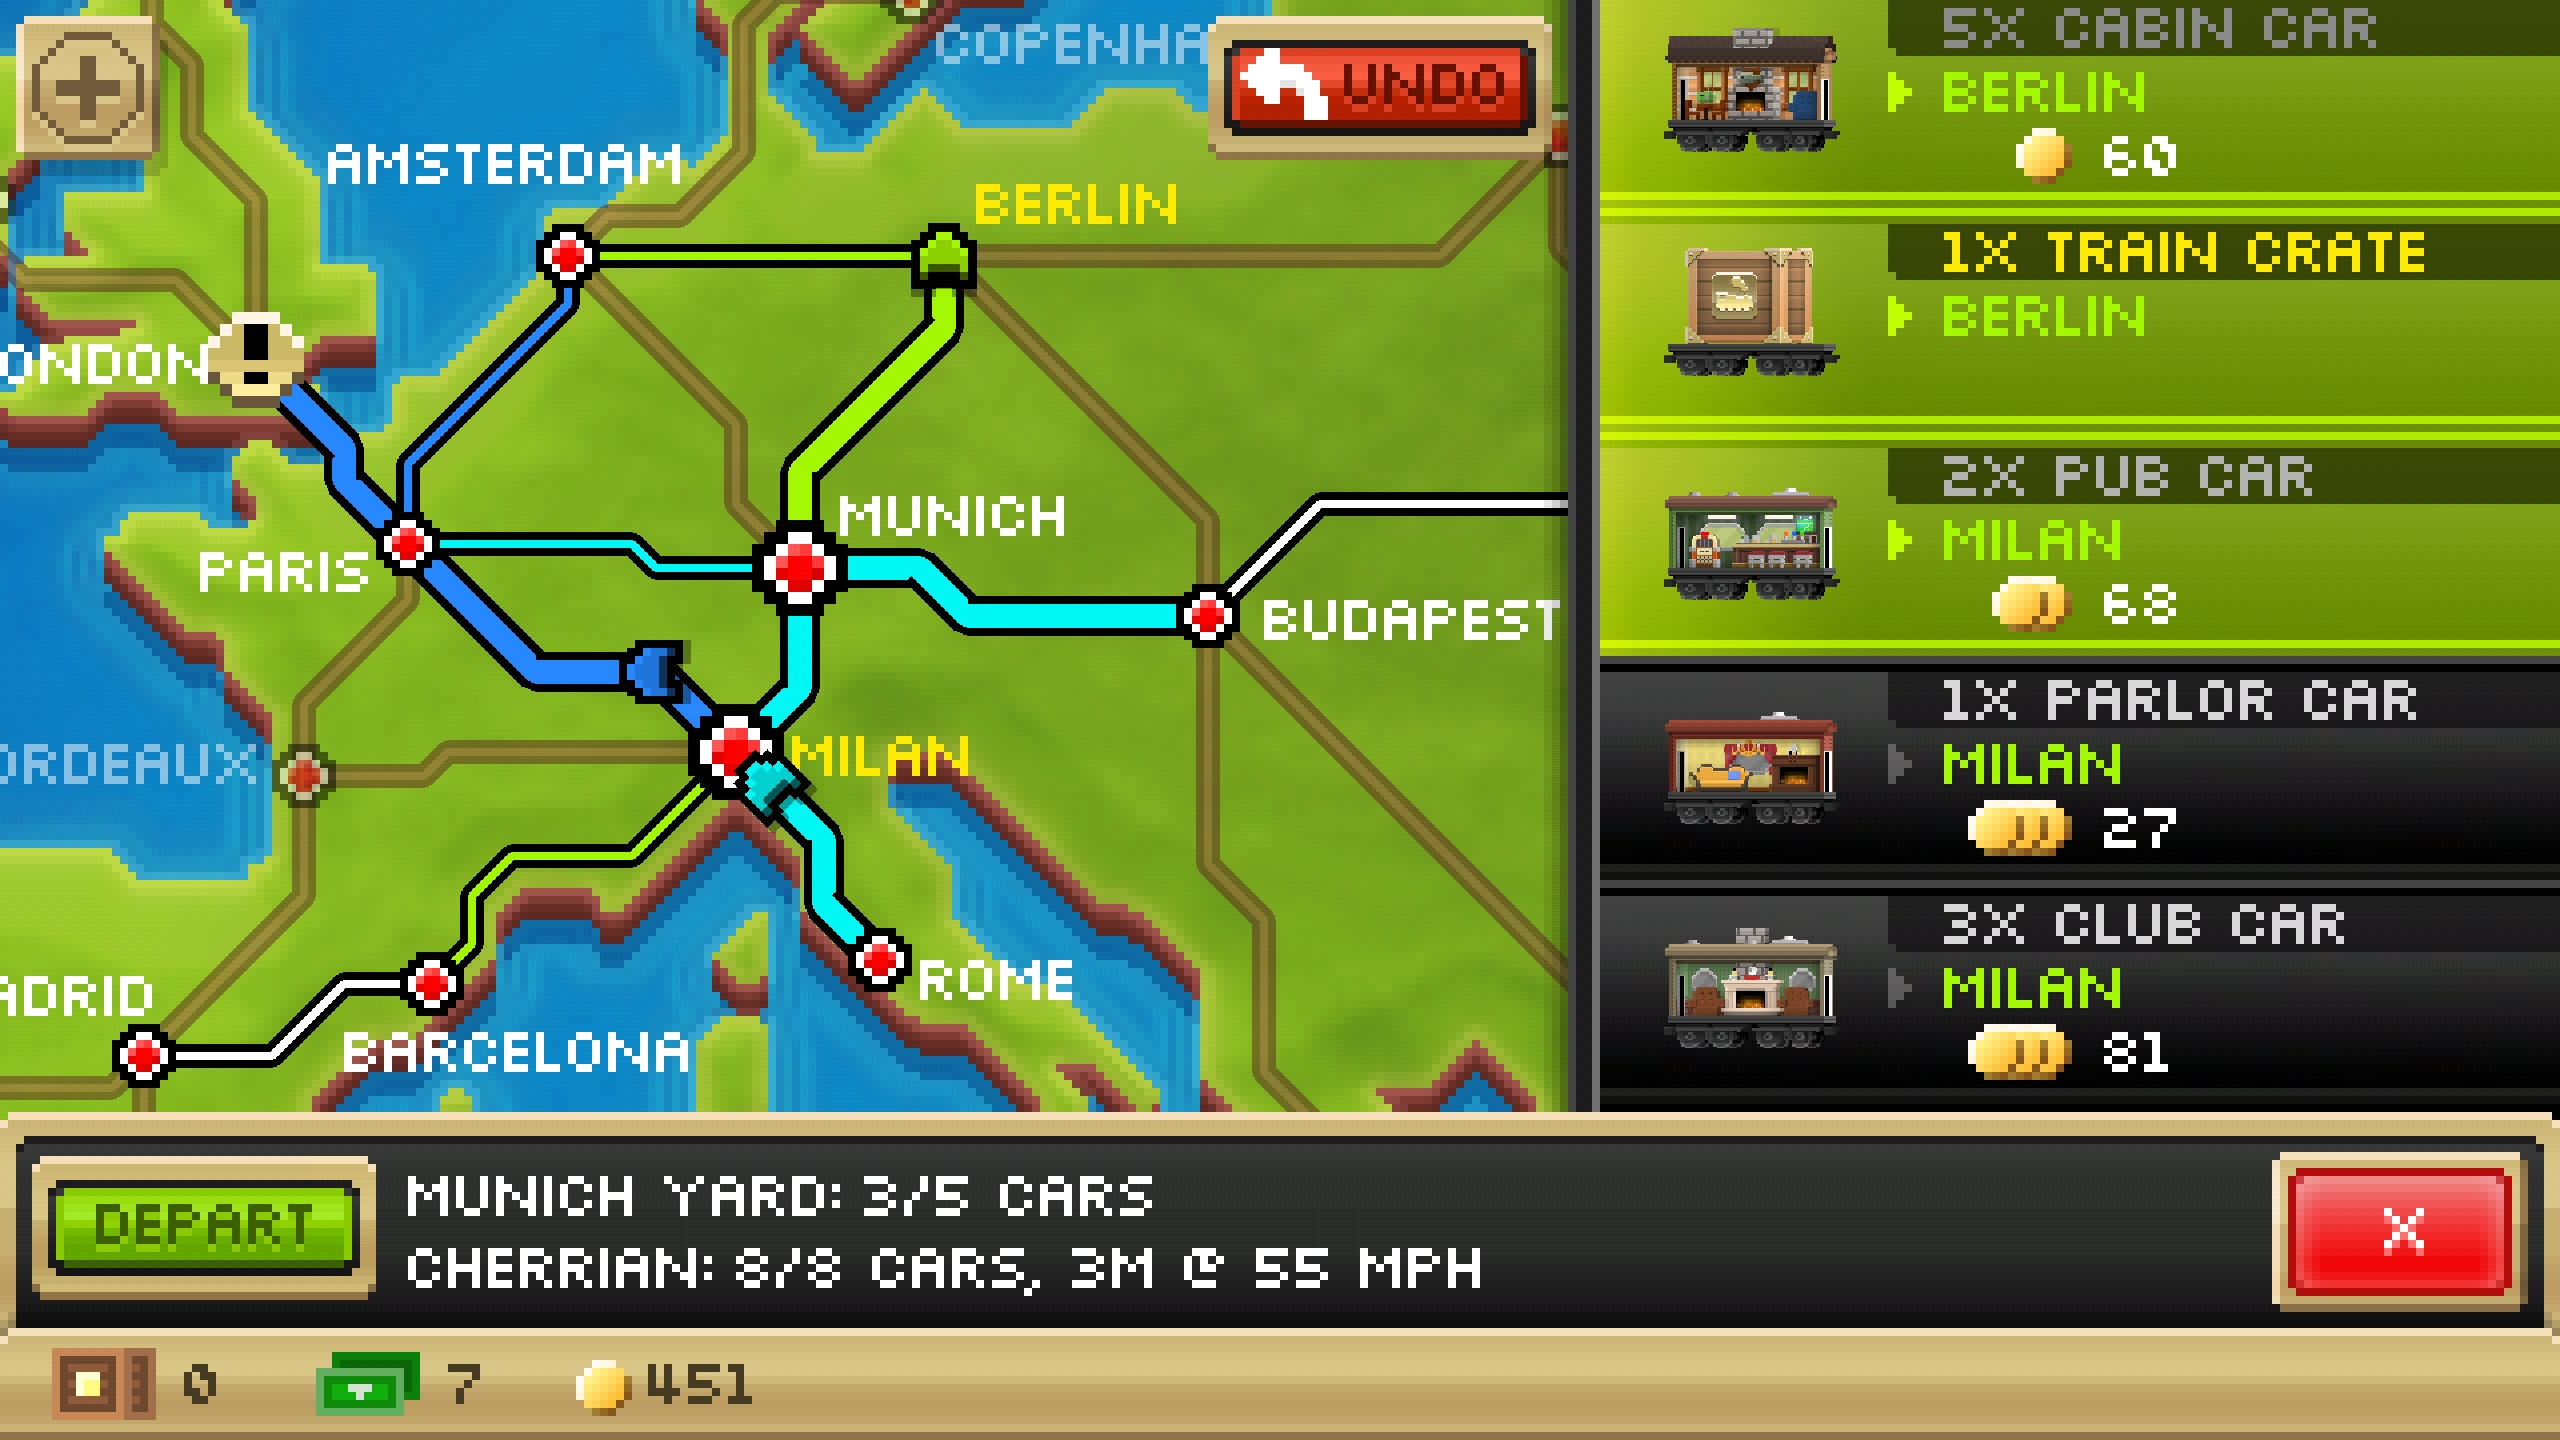 COPENHA
UNDO
AMSTERDAM
BERLIN
ONDON
MUNICH
PARIS
BUDAPEST
MILAN
ORDEAUX
ROME
ADRID
BARCELONA
5X CABIN CAR
BERLIN
60
1X TRAIN CRATE
BERLIN
2X PUB CAR
MILAN
68
1X PARLOR CAR
MILAN
27
3X CLUB CAR
MILAN
81
DEPART
MUNICH YARD: 3/5 CARS
CHERRIAN: 8/8 CARS, 3M @ 55 MPH
X
0
7
451